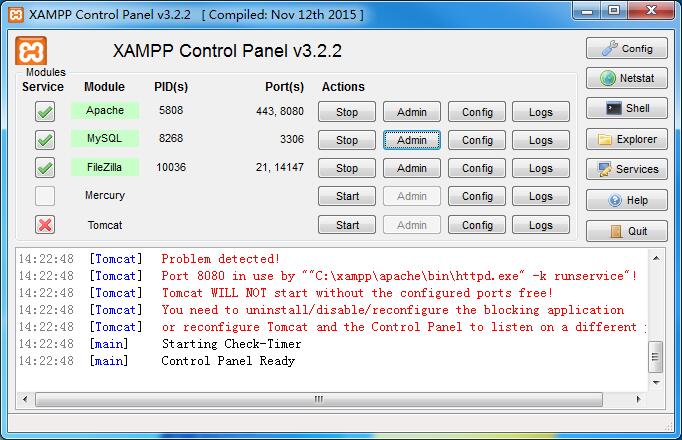 XAMPP Control Panel v3.2.2 [ Compiled: Nov 12th 2015 ]
XAMPP Control Panel v3.2.2
Config
Modules
Service Module PID(s) Port(s) Actions
Netstat
Apache 5808 443, 8080 Stop Admin Config Logs
Shell
MySQL 8268 3306 Stop Admin Config Logs
Explorer
FileZilla 10036 21, 14147 Stop Admin Config Logs
Services
Mercury Start Admin Config Logs
Help
Tomcat Start Admin Config Logs
Quit
14:22:48 [Tomcat] Problem detected!
14:22:48 [Tomcat] Port 8080 in use by ""C:\xampp\apache\bin\httpd.exe" -k runservice"!
14:22:48 [Tomcat] Tomcat WILL NOT start without the configured ports free!
14:22:48 [Tomcat] You need to uninstall/disable/reconfigure the blocking application
14:22:48 [Tomcat] or reconfigure Tomcat and the Control Panel to listen on a different
14:22:48 [main] Starting Check-Timer
14:22:48 [main] Control Panel Ready